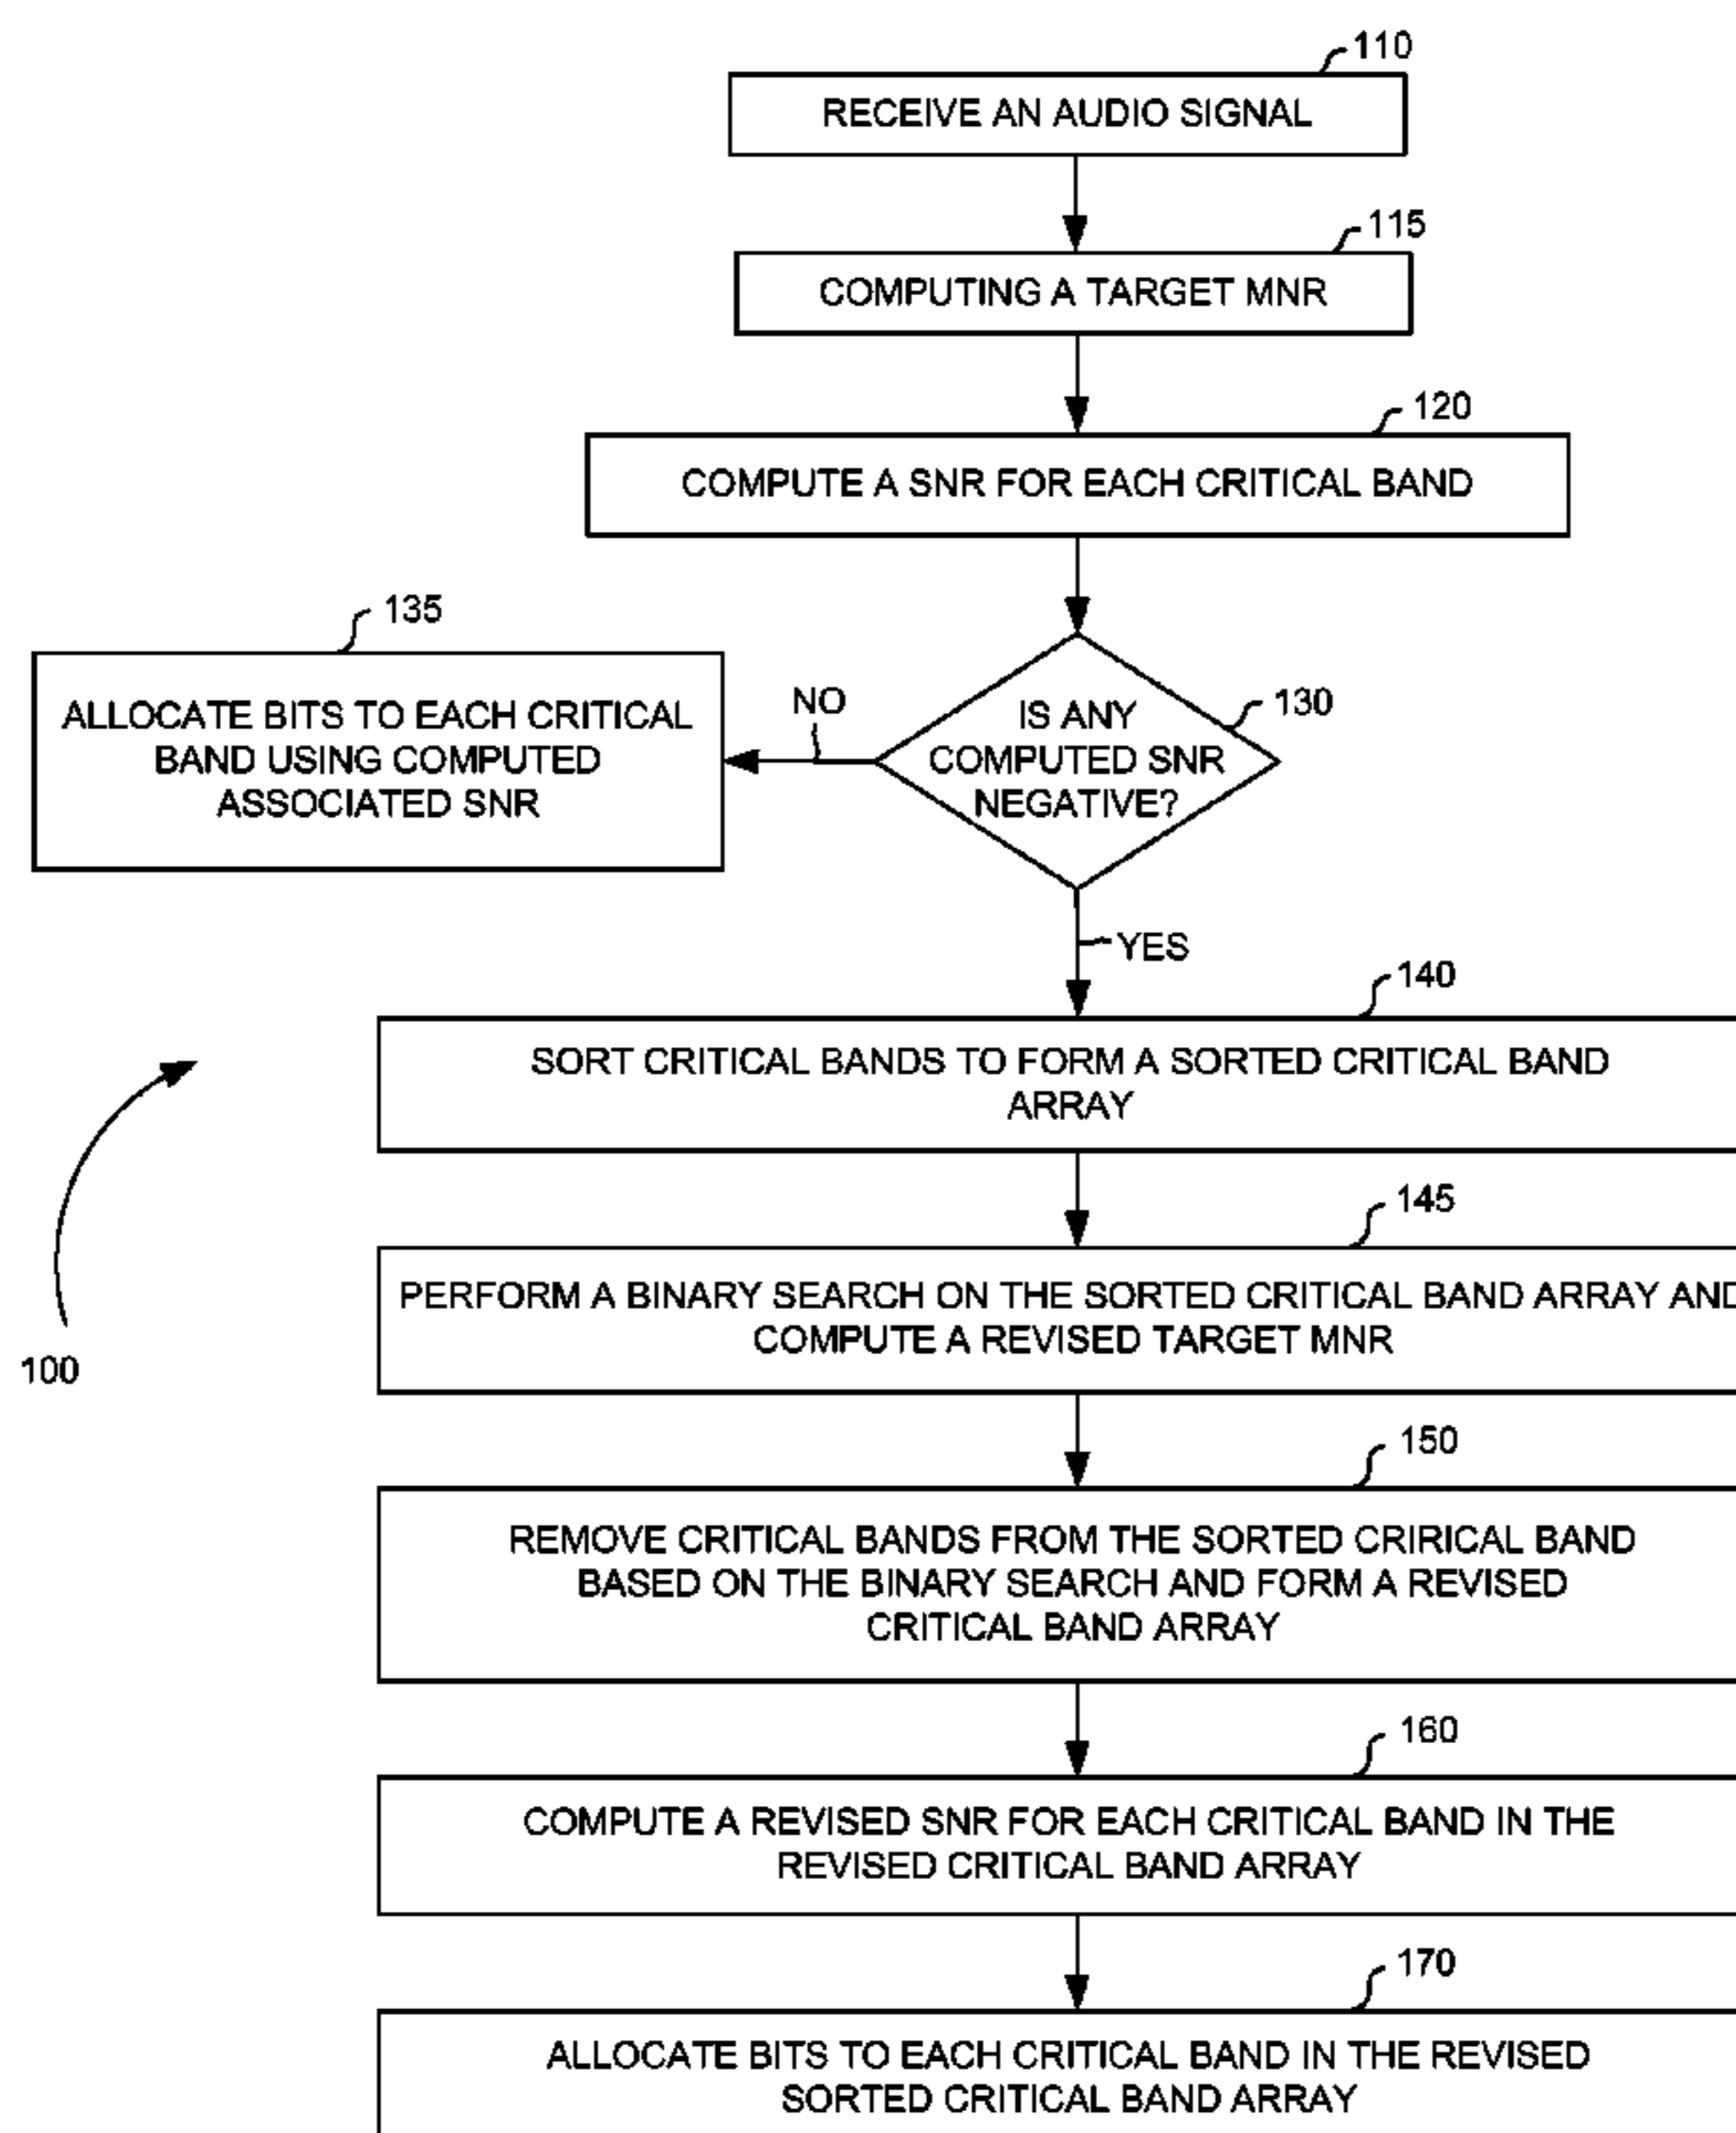 110
RECEIVE AN AUDIO SIGNAL
115
COMPUTING A TARGET MNR
120
COMPUTE A SNR FOR EACH CRITICAL BAND
135
ALLOCATE BITS TO EACH CRITICAL
BAND USING COMPUTED
ASSOCIATED SNR
NO
130
IS ANY
COMPUTED SNR
NEGATIVE?
YES
140
SORT CRITICAL BANDS TO FORM A SORTED CRITICAL BAND
ARRAY
100
145
PERFORM A BINARY SEARCH ON THE SORTED CRITICAL BAND ARRAY AND
COMPUTE A REVISED TARGET MNR
150
REMOVE CRITICAL BANDS FROM THE SORTED CRIRICAL BAND
BASED ON THE BINARY SEARCH AND FORM A REVISED
CRITICAL BAND ARRAY
160
COMPUTE A REVISED SNR FOR EACH CRITICAL BAND IN THE
REVISED CRITICAL BAND ARRAY
170
ALLOCATE BITS TO EACH CRITICAL BAND IN THE REVISED
SORTED CRITICAL BAND ARRAY